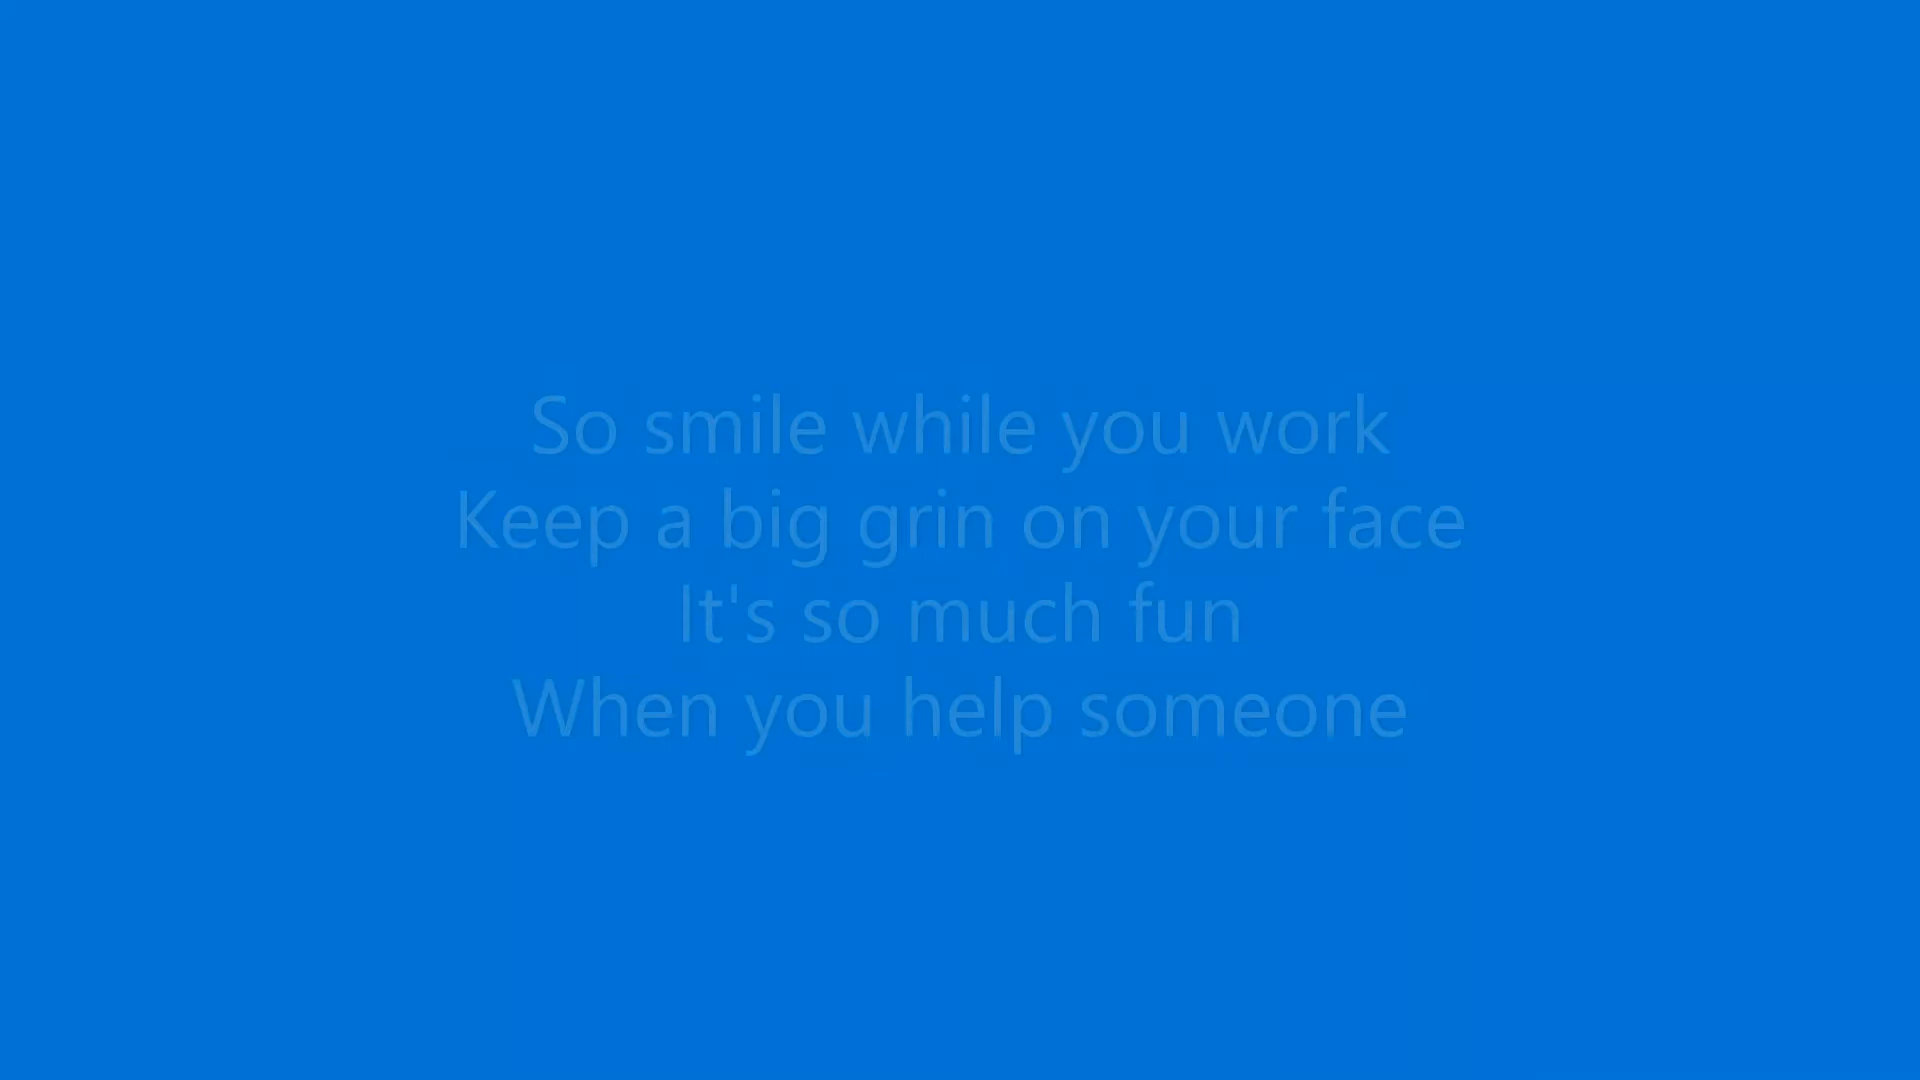 So smile while you work
Keep a big grin on your face
It's so much fun
When you help someone